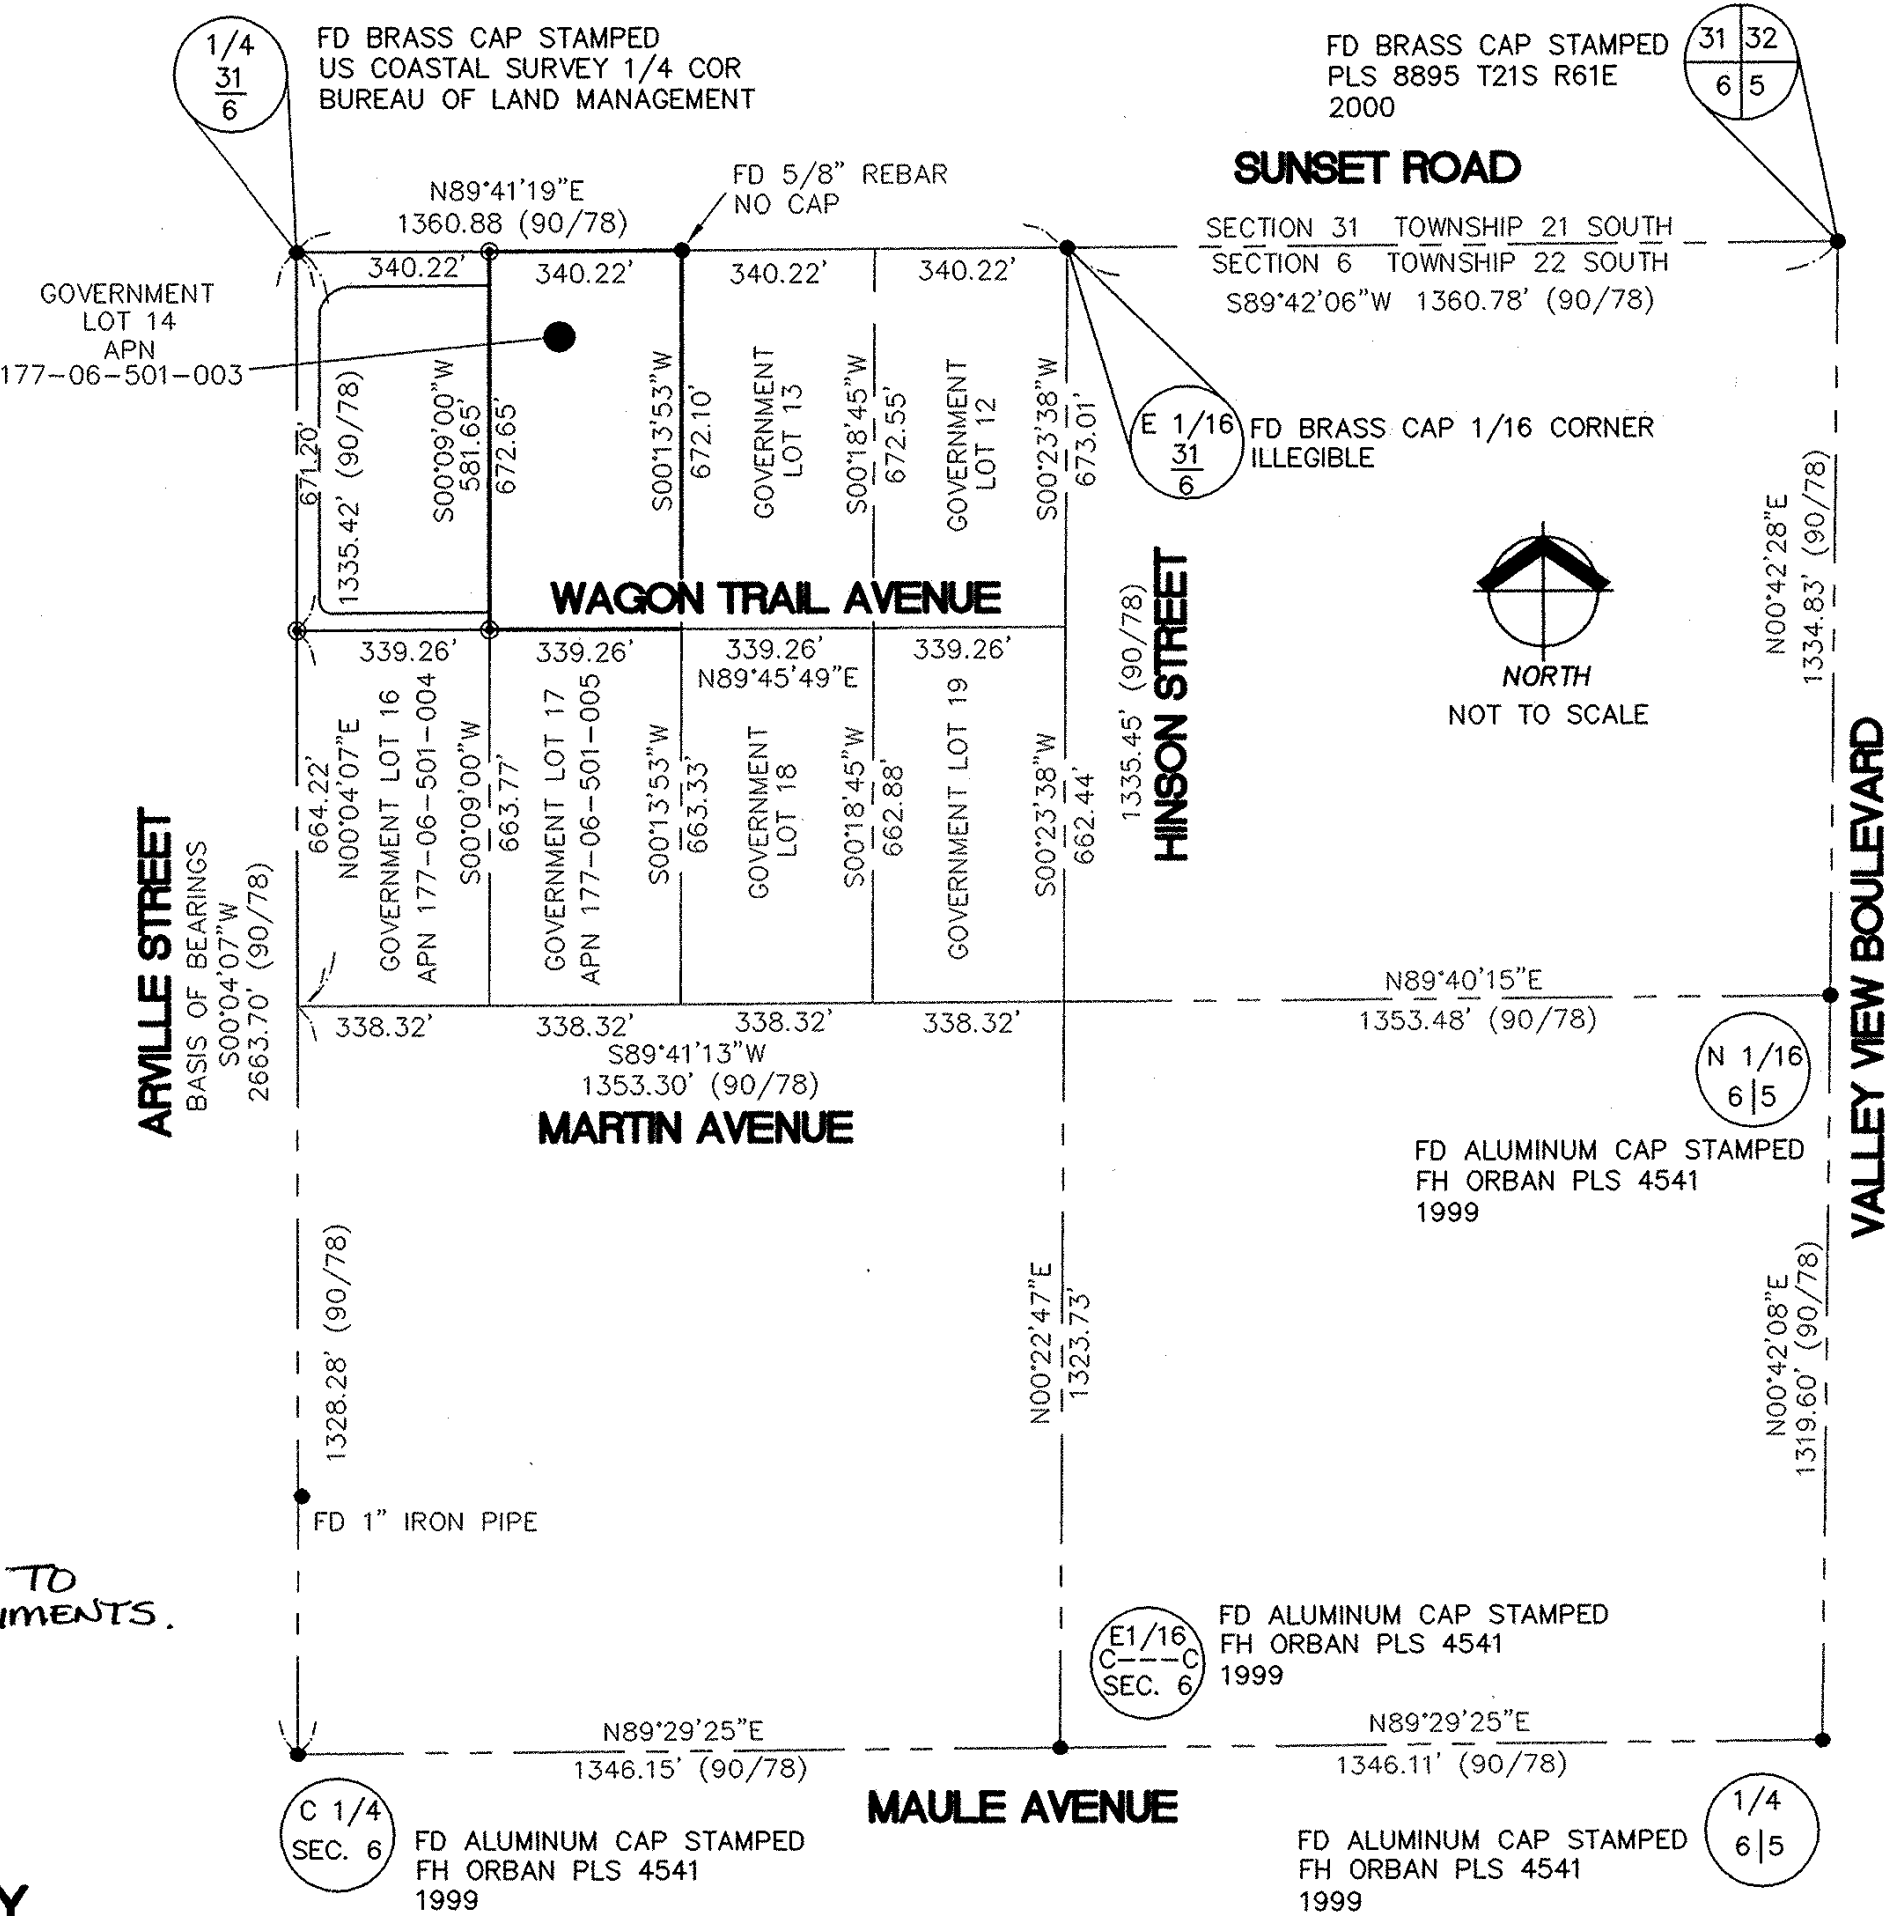 1/4
31
6
FD BRASS CAP STAMPED
US COASTAL SURVEY 1/4 COR
BUREAU OF LAND MANAGEMENT
FD BRASS CAP STAMPED
PLS 8895 T21S R61E
2000
31 32
6 5
SUNSET ROAD
N89°41'19"E
1360.88 (90/78)
FD 5/8" REBAR
NO CAP
SECTION 31 TOWNSHIP 21 SOUTH
SECTION 6 TOWNSHIP 22 SOUTH
S89°42'06"W 1360.78' (90/78)
340.22'
340.22'
340.22'
340.22'
GOVERNMENT
LOT 14
APN
177-06-501-003
671.20'
1335.42' (90/78)
S00°09'00"W
581.65'
672.65'
S00°13'53"W
672.10'
GOVERNMENT
LOT 13
S00°18'45"W
672.55'
GOVERNMENT
LOT 12
S00°23'38"W
673.01'
E 1/16
31
6
FD BRASS CAP 1/16 CORNER
ILLEGIBLE
N00°42'28"E
1334.83' (90/78)
WAGON TRAIL AVENUE
1335.45' (90/78)
HINSON STREET
NORTH
NOT TO SCALE
339.26'
339.26'
339.26'
339.26'
N89°45'49"E
664.22'
N00°04'07"E
GOVERNMENT LOT 16
APN 177-06-501-004
S00°09'00"W
663.77'
GOVERNMENT LOT 17
APN 177-06-501-005
S00°13'53"W
663.33'
GOVERNMENT
LOT 18
S00°18'45"W
662.88'
GOVERNMENT LOT 19
S00°23'38"W
662.44'
ARVILLE STREET
BASIS OF BEARINGS
S00°04'07"W
2663.70' (90/78)
VALLEY VIEW BOULEVARD
338.32'
338.32'
338.32'
338.32'
S89°41'13"W
1353.30' (90/78)
MARTIN AVENUE
N89°40'15"E
1353.48' (90/78)
N 1/16
6|5
FD ALUMINUM CAP STAMPED
FH ORBAN PLS 4541
1999
1328.28' (90/78)
N00°22'47"E
1323.73'
N00°42'08"E
1319.60' (90/78)
FD 1" IRON PIPE
TO
UMENTS.
E1/16
C---C
SEC. 6
FD ALUMINUM CAP STAMPED
FH ORBAN PLS 4541
1999
N89°29'25"E
1346.15' (90/78)
N89°29'25"E
1346.11' (90/78)
MAULE AVENUE
C 1/4
SEC. 6
FD ALUMINUM CAP STAMPED
FH ORBAN PLS 4541
1999
FD ALUMINUM CAP STAMPED
FH ORBAN PLS 4541
1999
1/4
6|5
Y